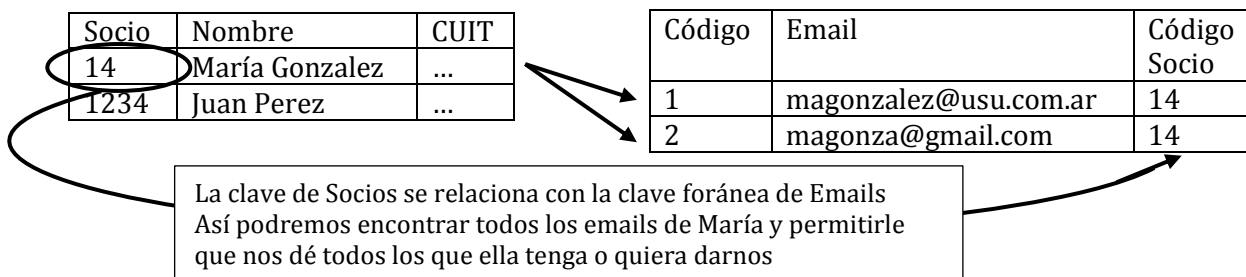 Socio Nombre CUIT
14 María Gonzalez ...
1234 Juan Perez ...
Código Email Código
Socio
1 magonzalez@usu.com.ar 14
2 magonza@gmail.com 14
La clave de Socios se relaciona con la clave foránea de Emails
Así podremos encontrar todos los emails de María y permitirle
que nos dé todos los que ella tenga o quiera darnos